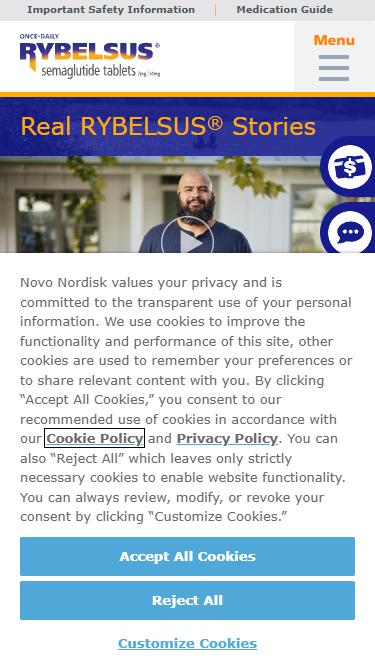 Important Safety Information
Medication Guide
ONCE-DAILY
RYBELSUS®
semaglutide tablets 7mg | 14mg
Menu
Real RYBELSUS® Stories
$
Novo Nordisk values your privacy and is
committed to the transparent use of your personal
information. We use cookies to improve the
functionality and performance of this site, other
cookies are used to remember your preferences or
to share relevant content with you. By clicking
“Accept All Cookies,” you consent to our
recommended use of cookies in accordance with
our Cookie Policy and Privacy Policy. You can
also “Reject All” which leaves only strictly
necessary cookies to enable website functionality.
You can always review, modify, or revoke your
consent by clicking “Customize Cookies.”
Accept All Cookies
Reject All
Customize Cookies